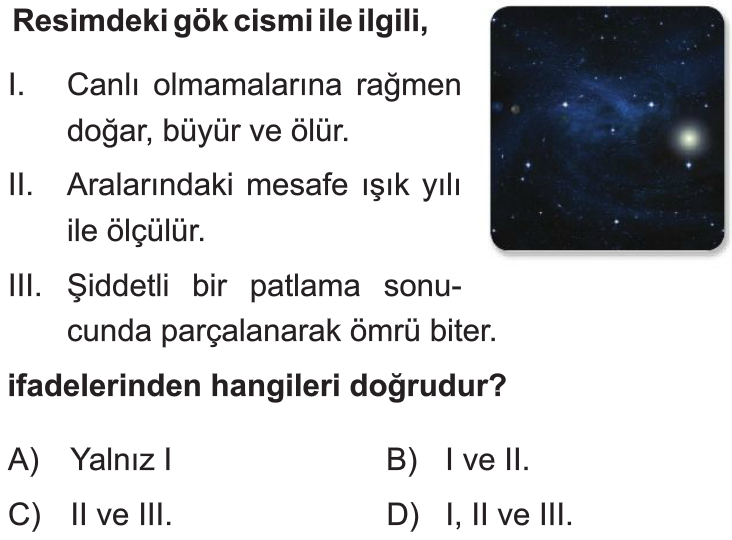 Resimdeki gök cismi ile ilgili,
I. Canlı olmamalarına rağmen
doğar, büyür ve ölür.
II. Aralarındaki mesafe ışık yılı
ile ölçülür.
III. Şiddetli bir patlama sonu-
cunda parçalanarak ömrü biter.
ifadelerinden hangileri doğrudur?
A) Yalnız I B) I ve II.
C) II ve III. D) I, II ve III.